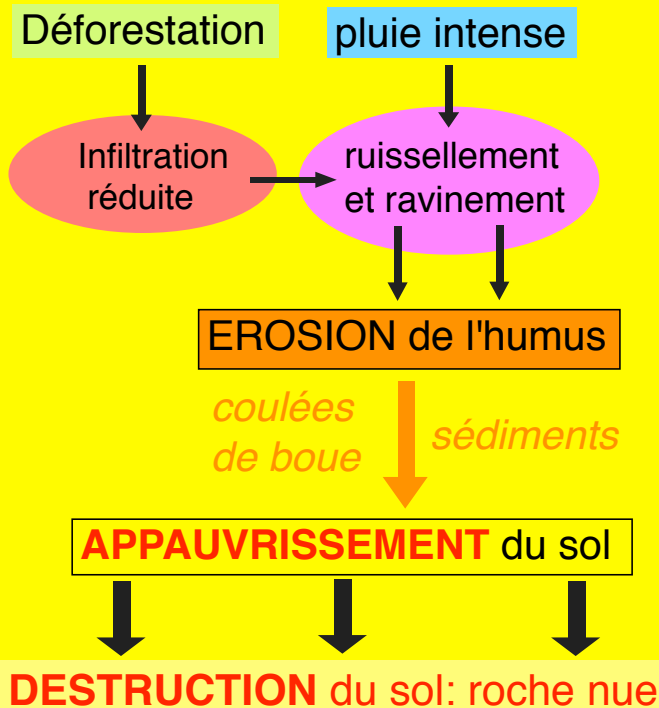 Déforestation
pluie intense
Infiltration
réduite
ruissellement
et ravinement
EROSION de l'humus
coulées
de boue
sédiments
APPAUVRISSEMENT du sol
DESTRUCTION du sol: roche nue